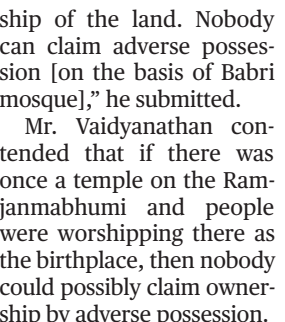 ship of the land. Nobody
can claim adverse posses-
sion [on the basis of Babri
mosque],” he submitted.
Mr. Vaidyanathan con-
tended that if there was
once a temple on the Ram-
janmabhumi and people
were worshipping there as
the birthplace, then nobody
could possibly claim owner-
ship by adverse possession.